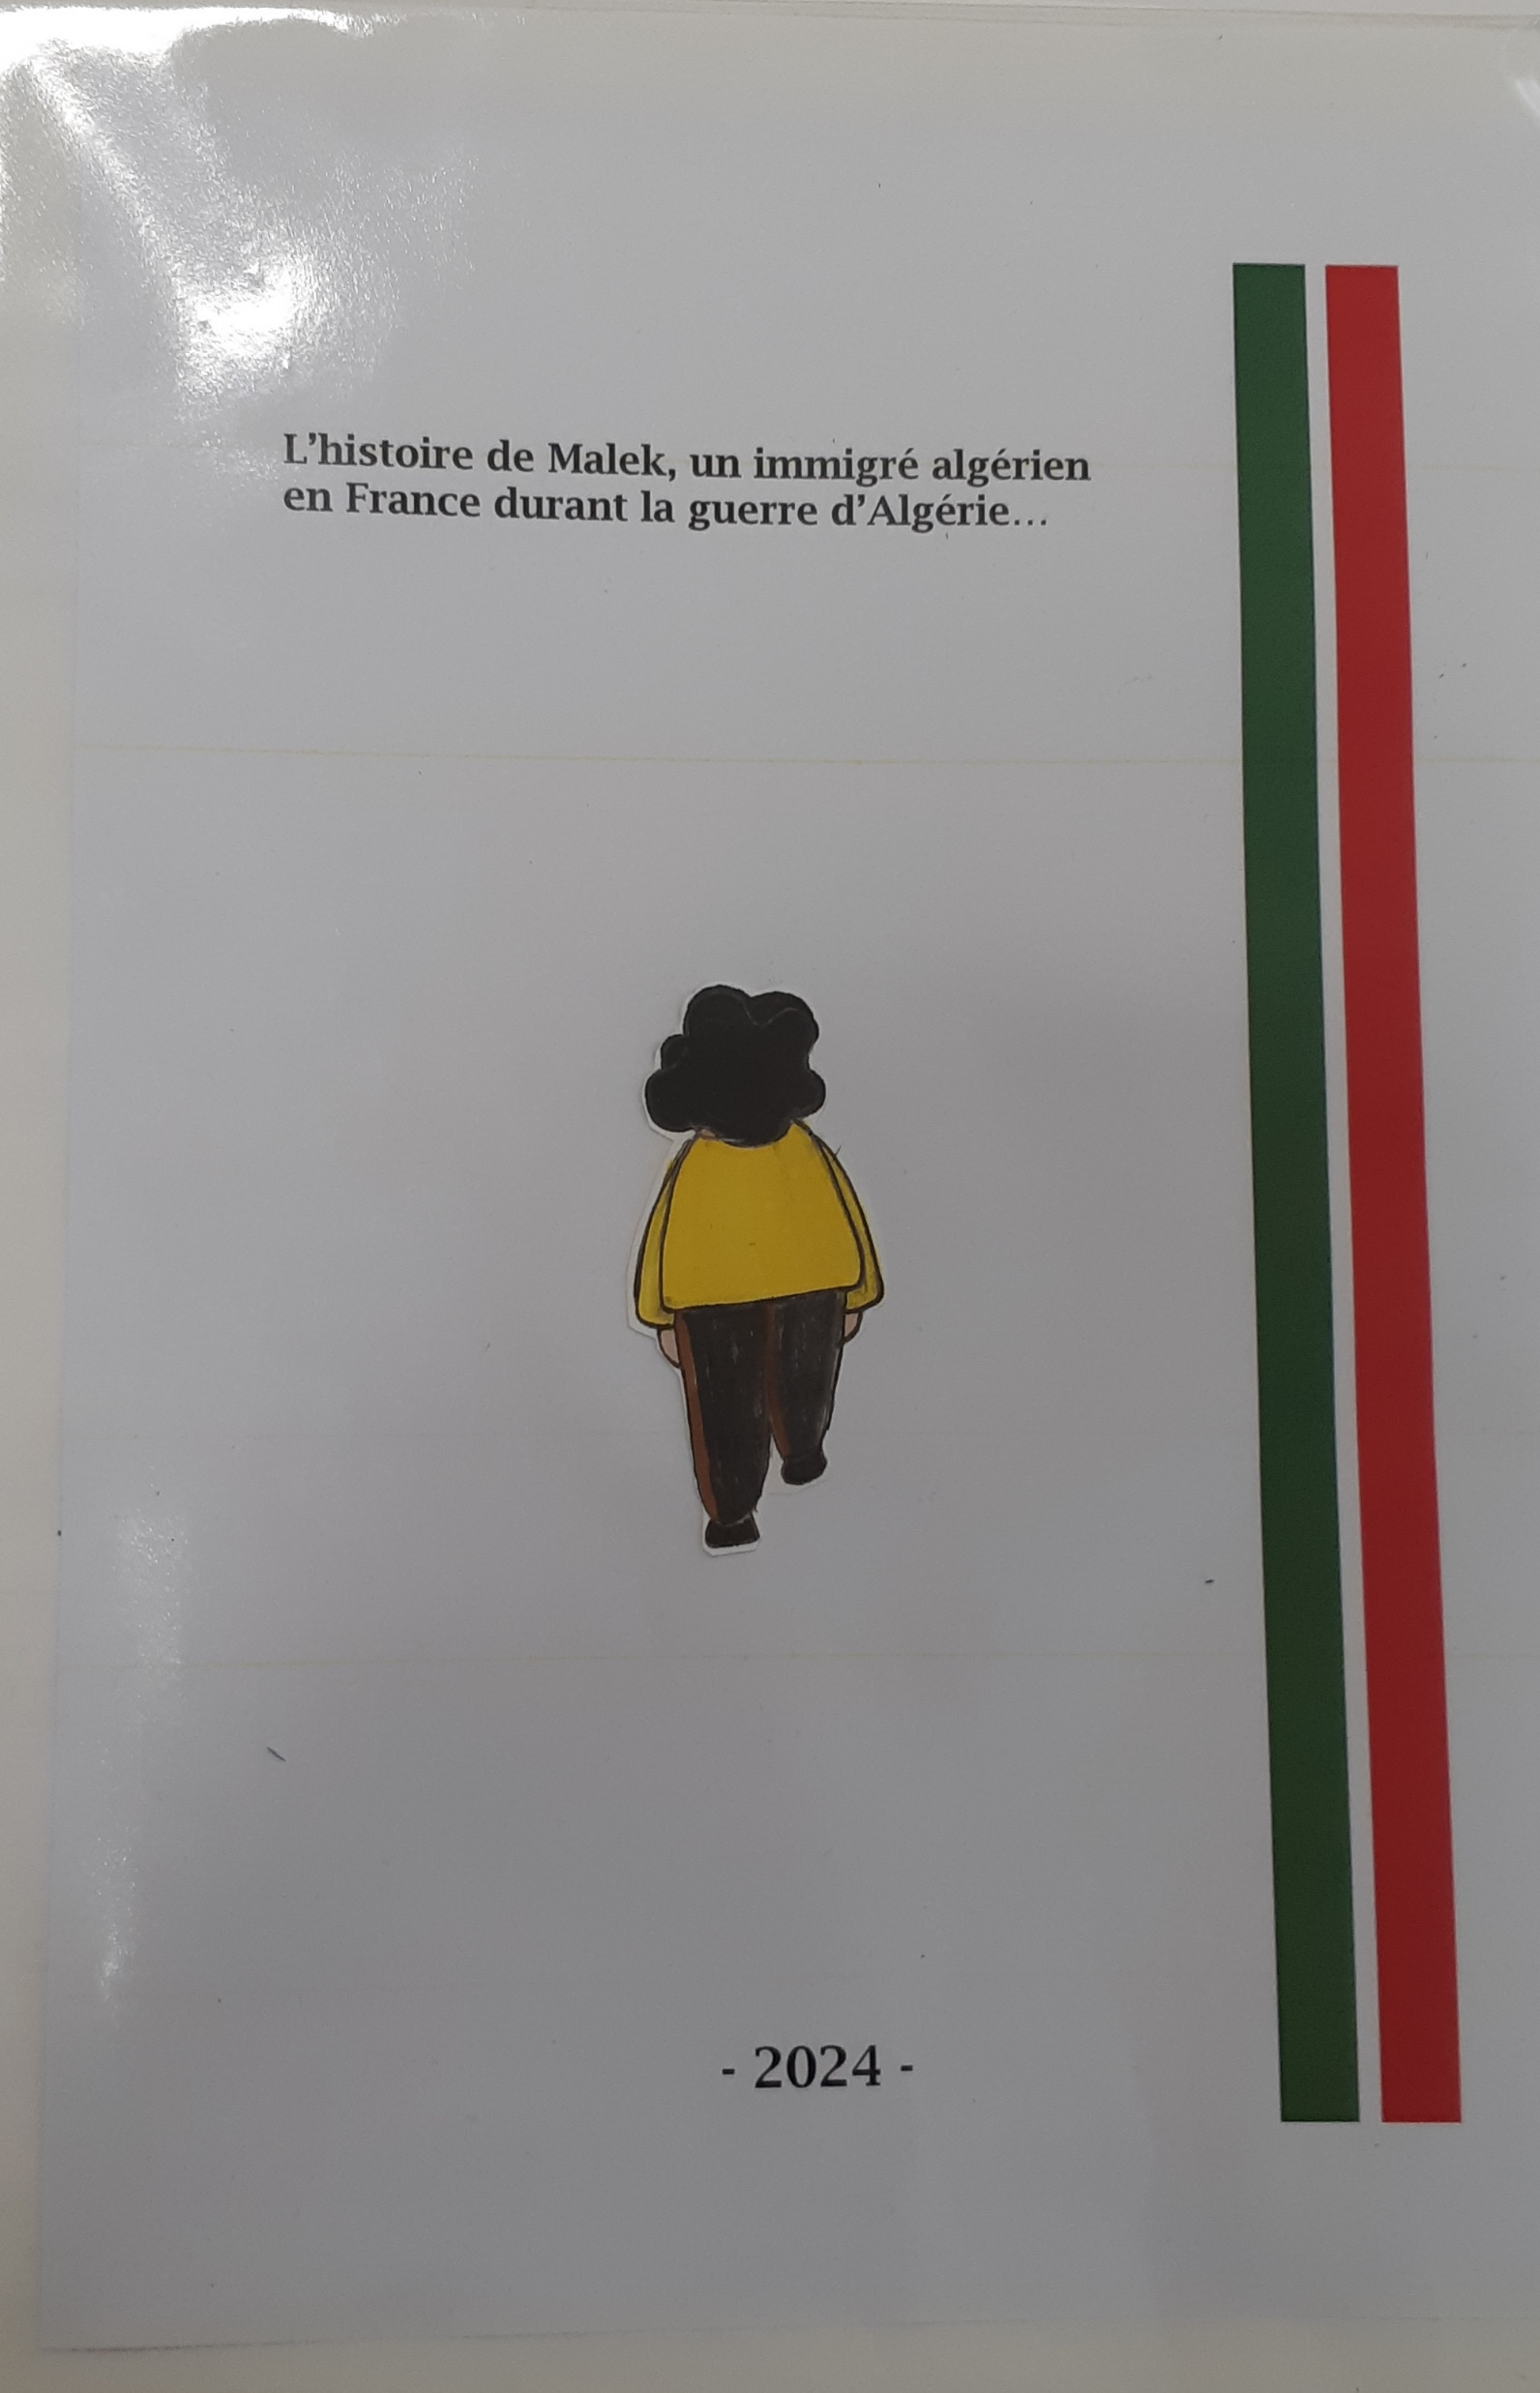 L’histoire de Malek, un immigré algérien
en France durant la guerre d’Algérie...
- 2024 -